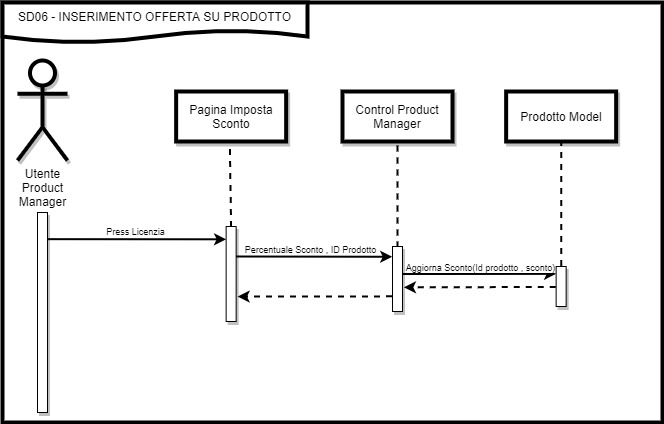 SD06 - INSERIMENTO OFFERTA SU PRODOTTO
Pagina Imposta
Sconto
Control Product
Manager
Prodotto Model
Utente
Product
Manager
Press Licenzia
Percentuale Sconto , ID Prodotto
Aggiorna Sconto(Id prodotto , sconto)